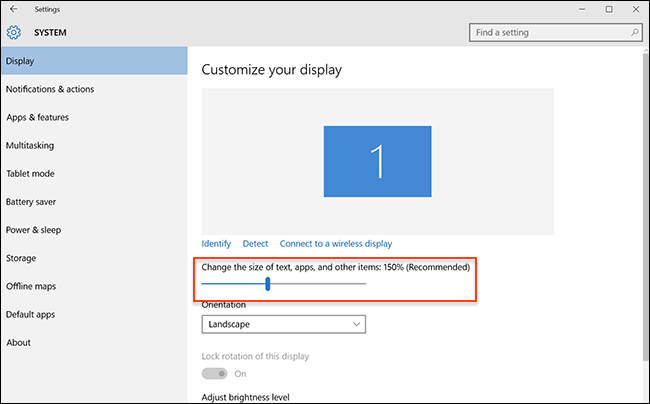 Settings
SYSTEM
Find a setting
Display
Notifications & actions
Apps & features
Multitasking
Tablet mode
Battery saver
Power & sleep
Storage
Offline maps
Default apps
About
Customize your display
1
Identify Detect Connect to a wireless display
Change the size of text, apps, and other items: 150% (Recommended)
Orientation
Landscape
Lock rotation of this display
On
Adjust brightness level